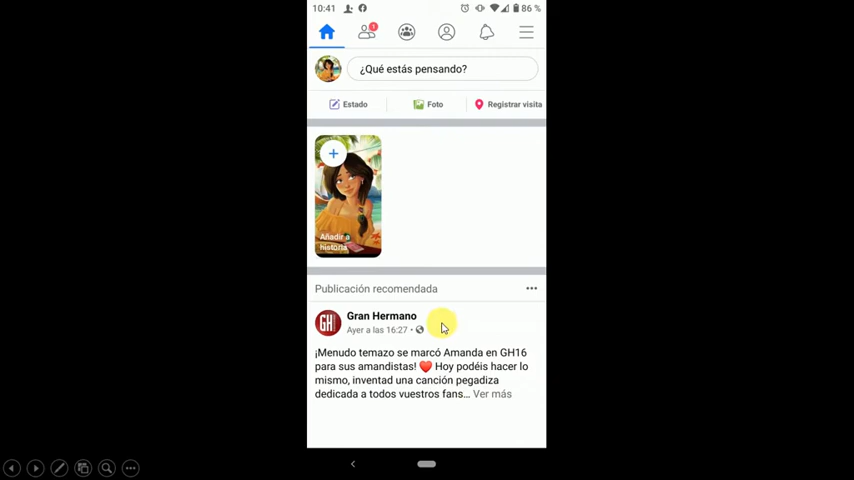 10:41
86 %
1
¿Qué estás pensando?
Estado
Foto
Registrar visita
Añadir a
historia
Publicación recomendada
GH
Gran Hermano
Ayer a las 16:27 •
¡Menudo temazo se marcó Amanda en GH16
para sus amandistas! ❤️ Hoy podéis hacer lo
mismo, inventad una canción pegadiza
dedicada a todos vuestros fans... Ver más